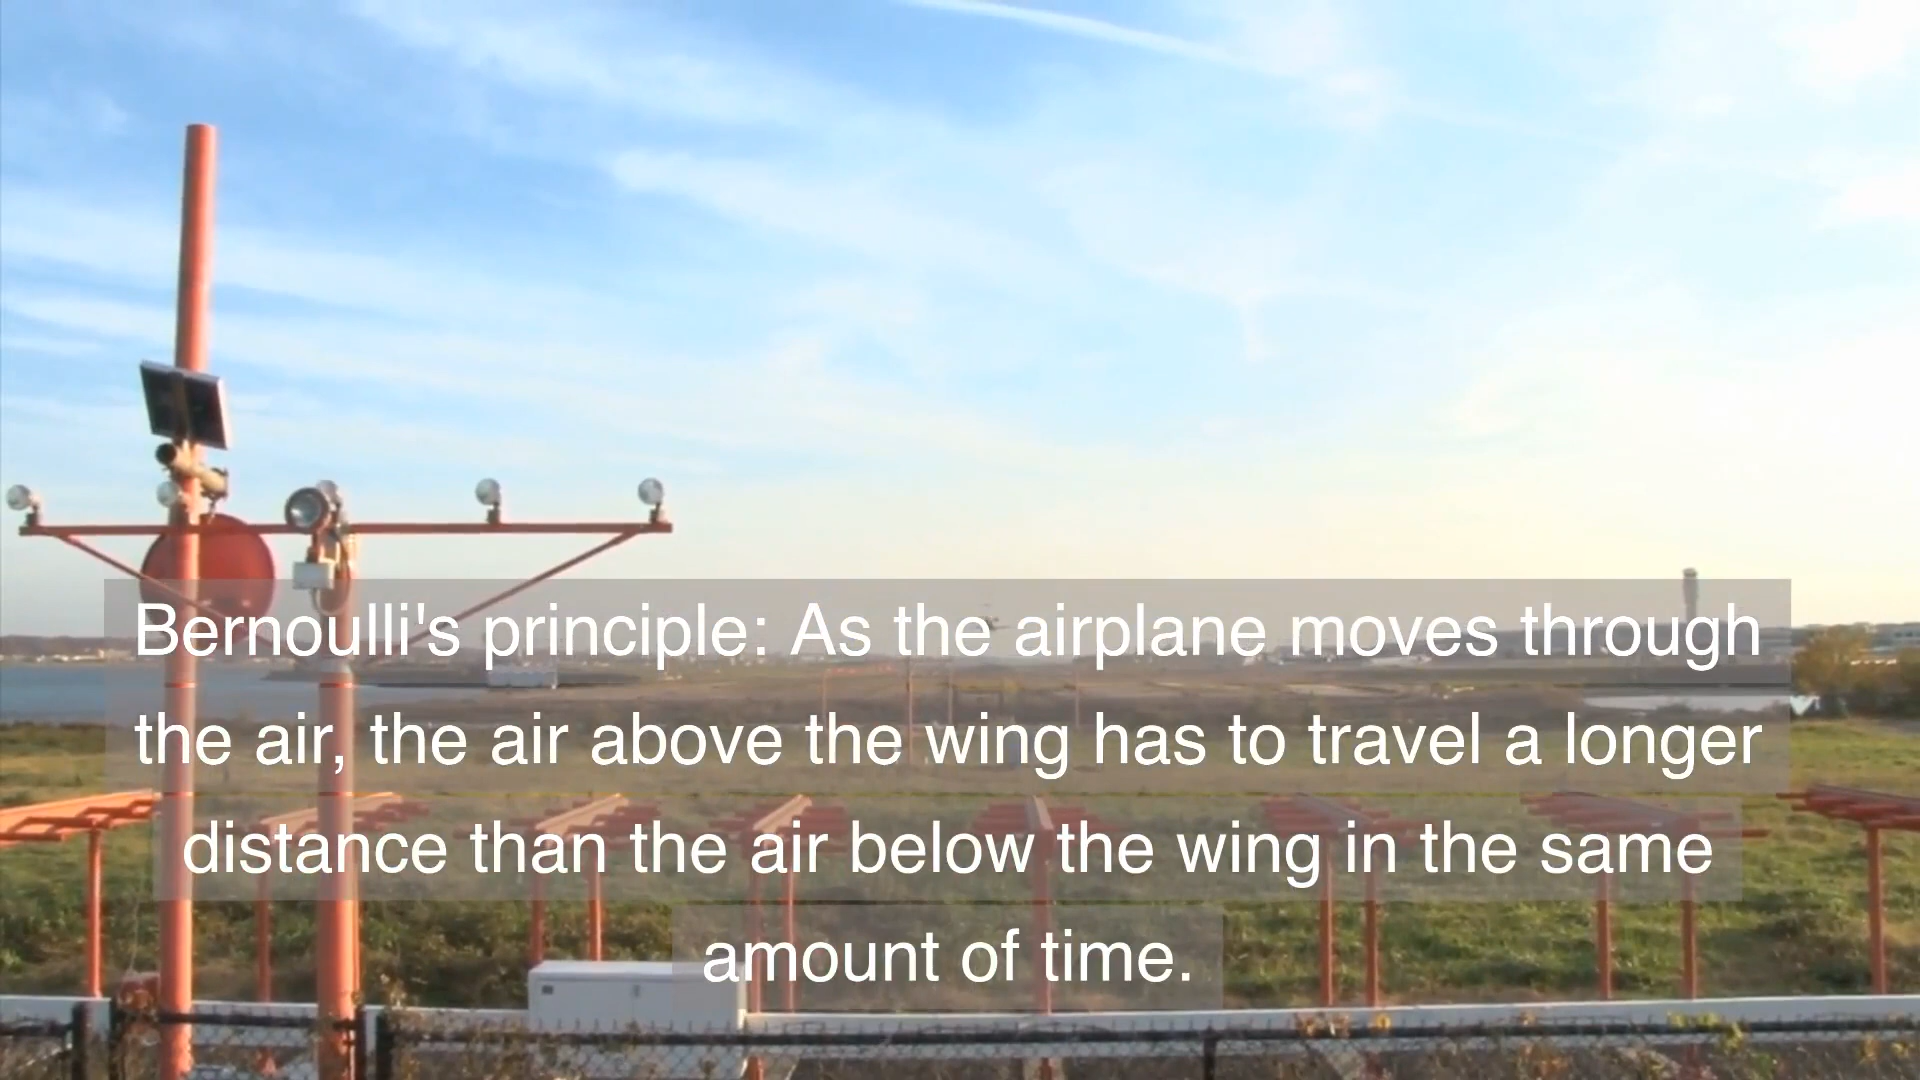 Bernoulli's principle: As the airplane moves through
the air, the air above the wing has to travel a longer
distance than the air below the wing in the same
amount of time.